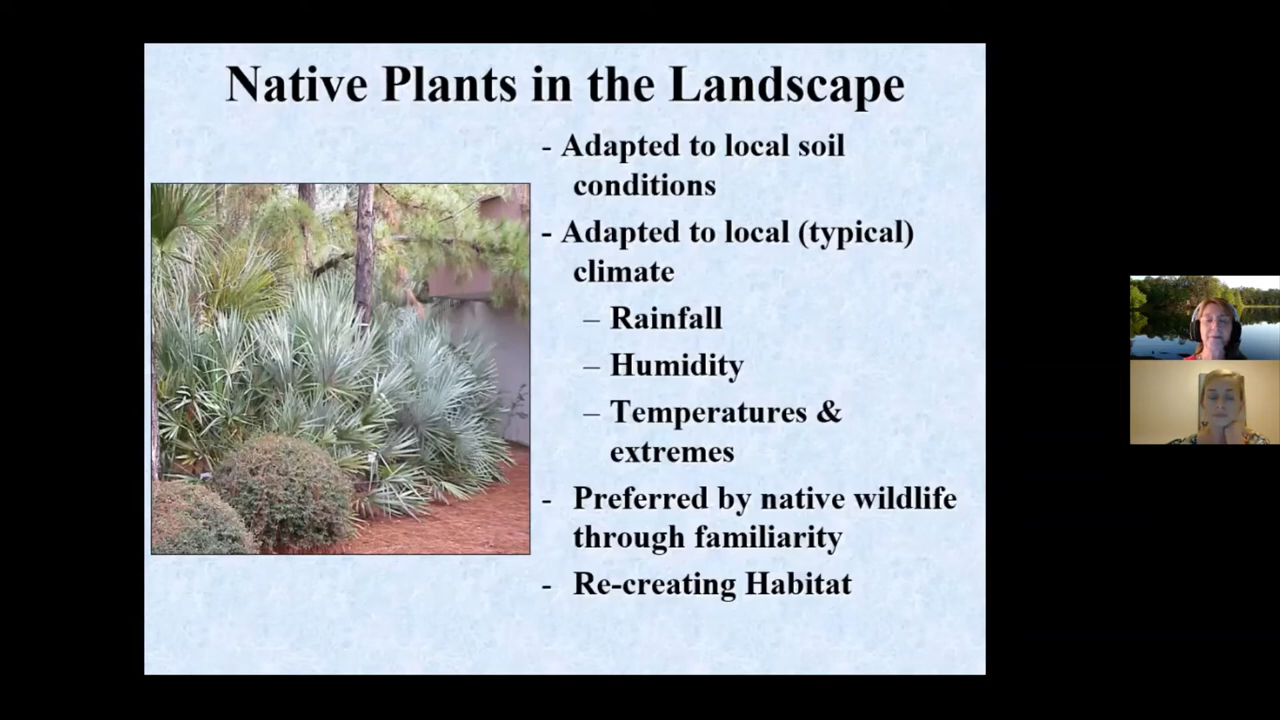 Native Plants in the Landscape
- Adapted to local soil
conditions
- Adapted to local (typical)
climate
– Rainfall
– Humidity
– Temperatures &
extremes
- Preferred by native wildlife
through familiarity
- Re-creating Habitat